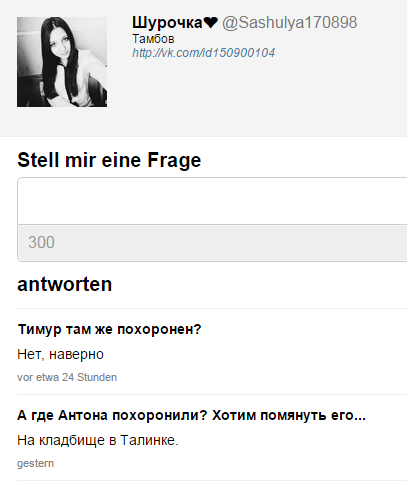 Шурочка❤ @Sashulya170898
Тамбов
http://vk.com/id150900104
Stell mir eine Frage
300
antworten
Тимур там же похоронен?
Нет, наверно
vor etwa 24 Stunden
А где Антона похоронили? Хотим помянуть его...
На кладбище в Талинке.
gestern